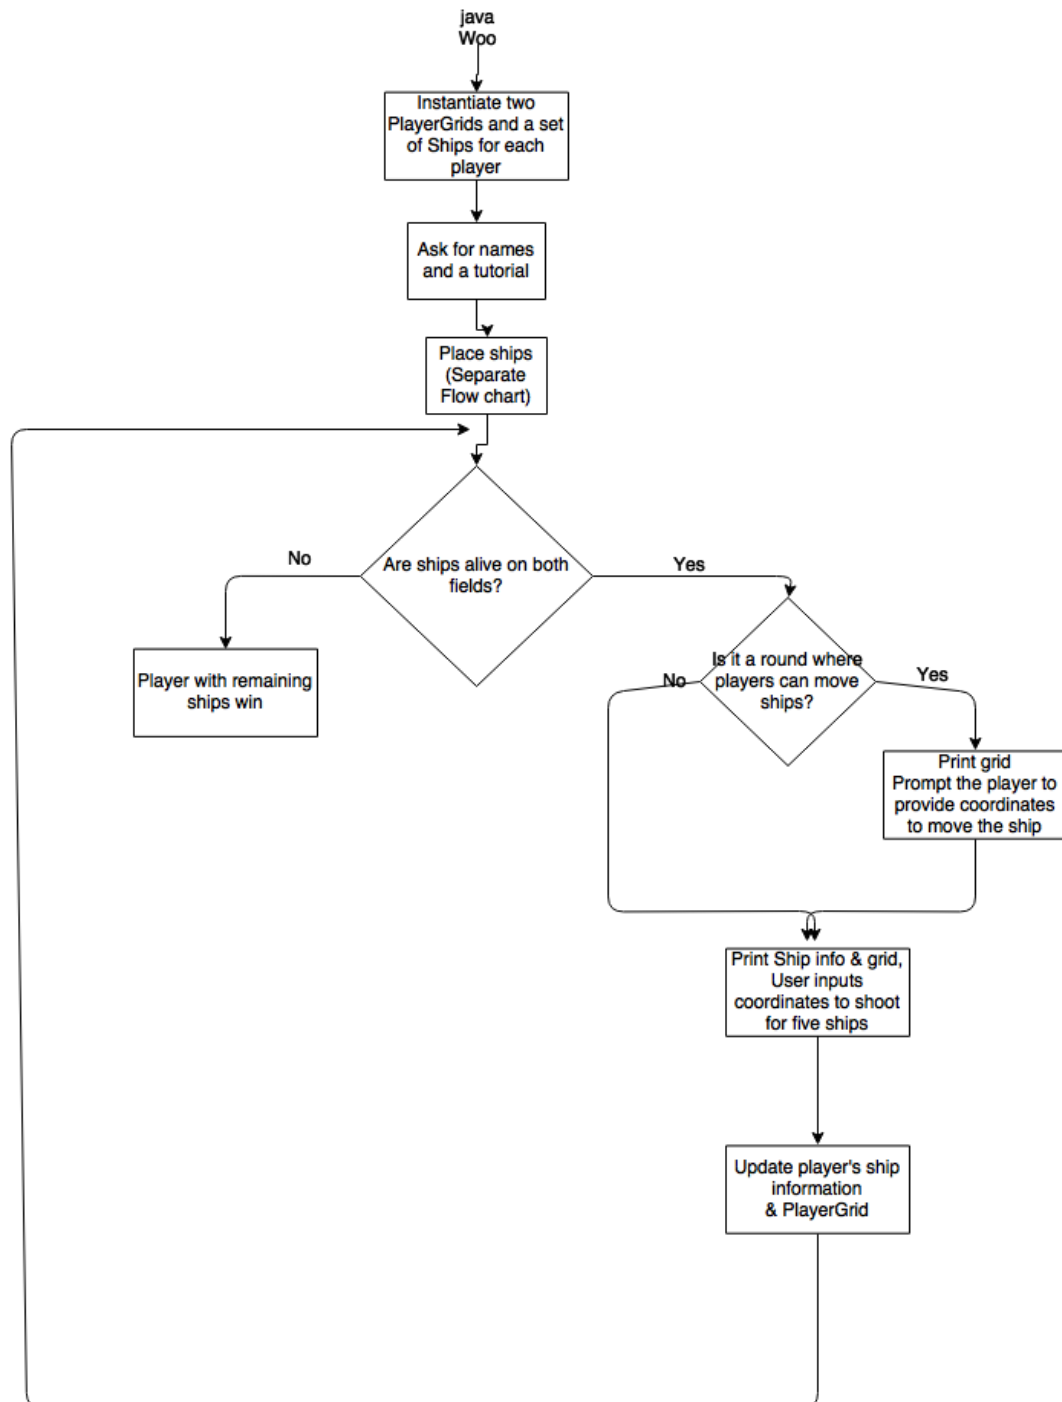 java
Woo
Instantiate two
PlayerGrids and a set
of Ships for each
player
Ask for names
and a tutorial
Place ships
(Separate
Flow chart)
Are ships alive on both
fields?
No
Yes
Player with remaining
ships win
Is it a round where
players can move
ships?
No
Yes
Print grid
Prompt the player to
provide coordinates
to move the ship
Print Ship info & grid,
User inputs
coordinates to shoot
for five ships
Update player's ship
information
& PlayerGrid